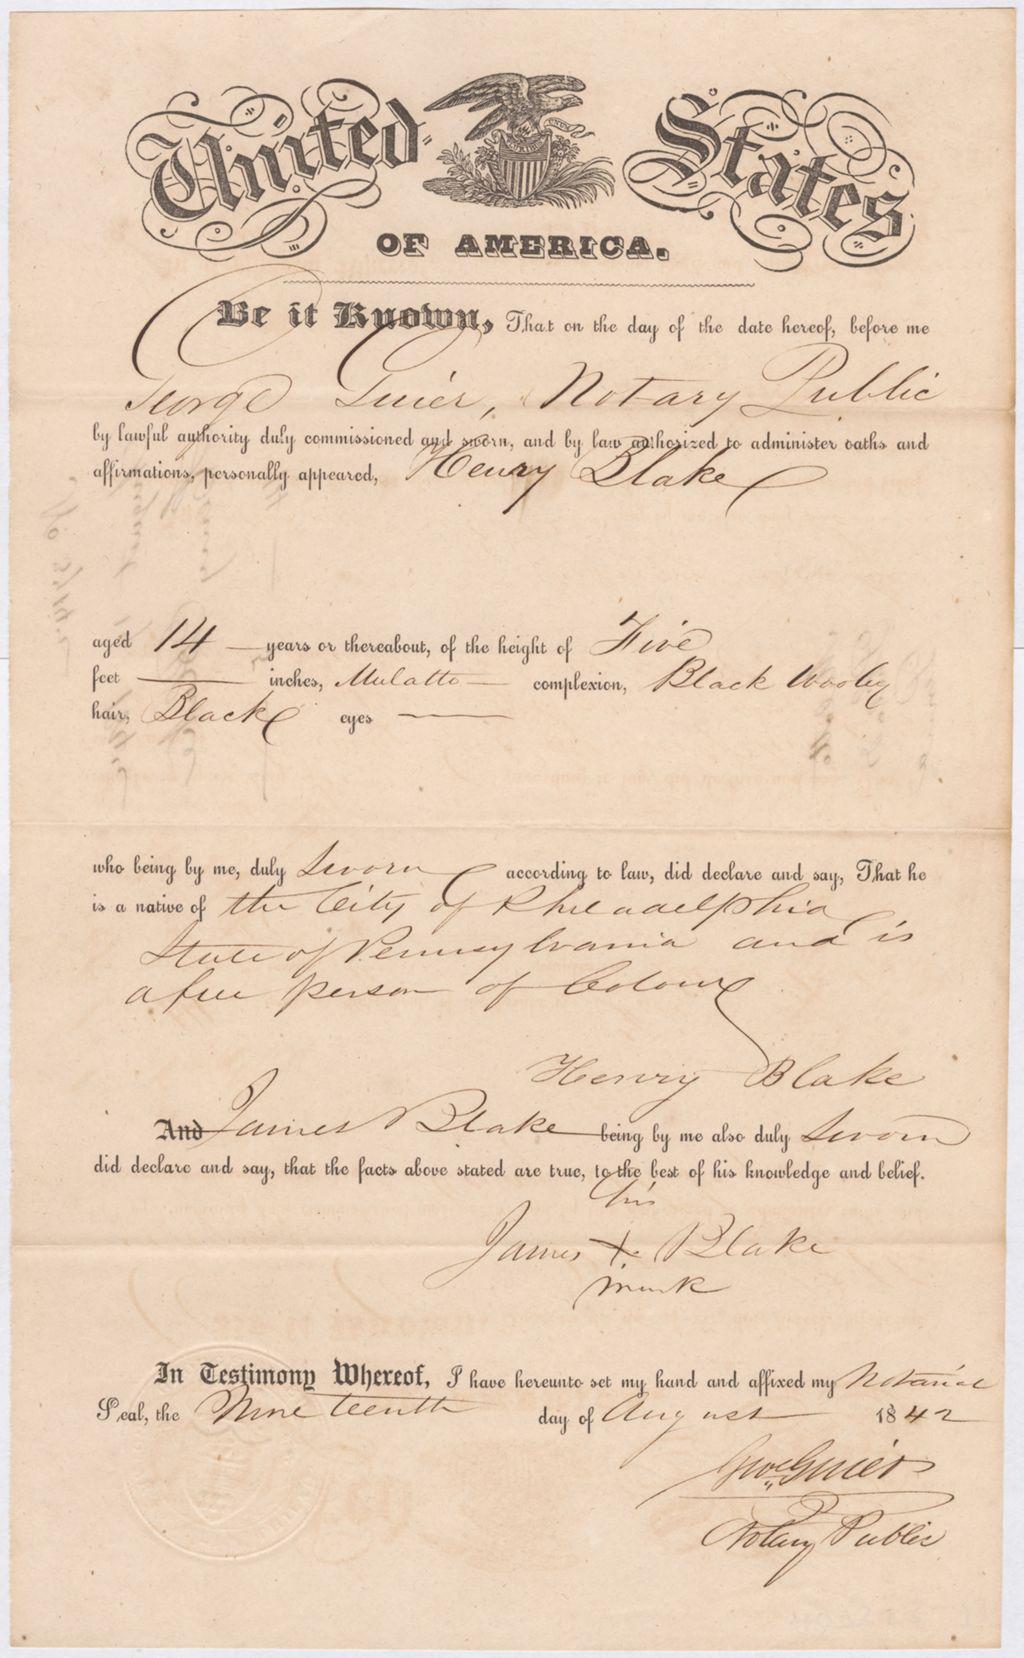 United States
OF AMERICA.
Be it Known, That on the day of the date hereof, before me
George Guier, Notary Public
by lawful authority duly commissioned and sworn, and by law authorized to administer oaths and
affirmations, personally appeared, Henry Blake
aged 14 years or thereabout, of the height of Five
feet inches, Mulatto complexion, Black Wooley
hair, Black eyes
who being by me, duly Sworn according to law, did declare and say, That he
is a native of the City of Philadelphia
State of Pennsylvania and is
a free person of Colour
Henry Blake
And James Blake being by me also duly Sworn
did declare and say, that the facts above stated are true, to the best of his knowledge and belief.
his
James X Blake
mark
In Testimony Whereof, I have hereunto set my hand and affixed my Notarial
Seal, the Nineteenth day of August 1842
Geo Guier
Notary Public